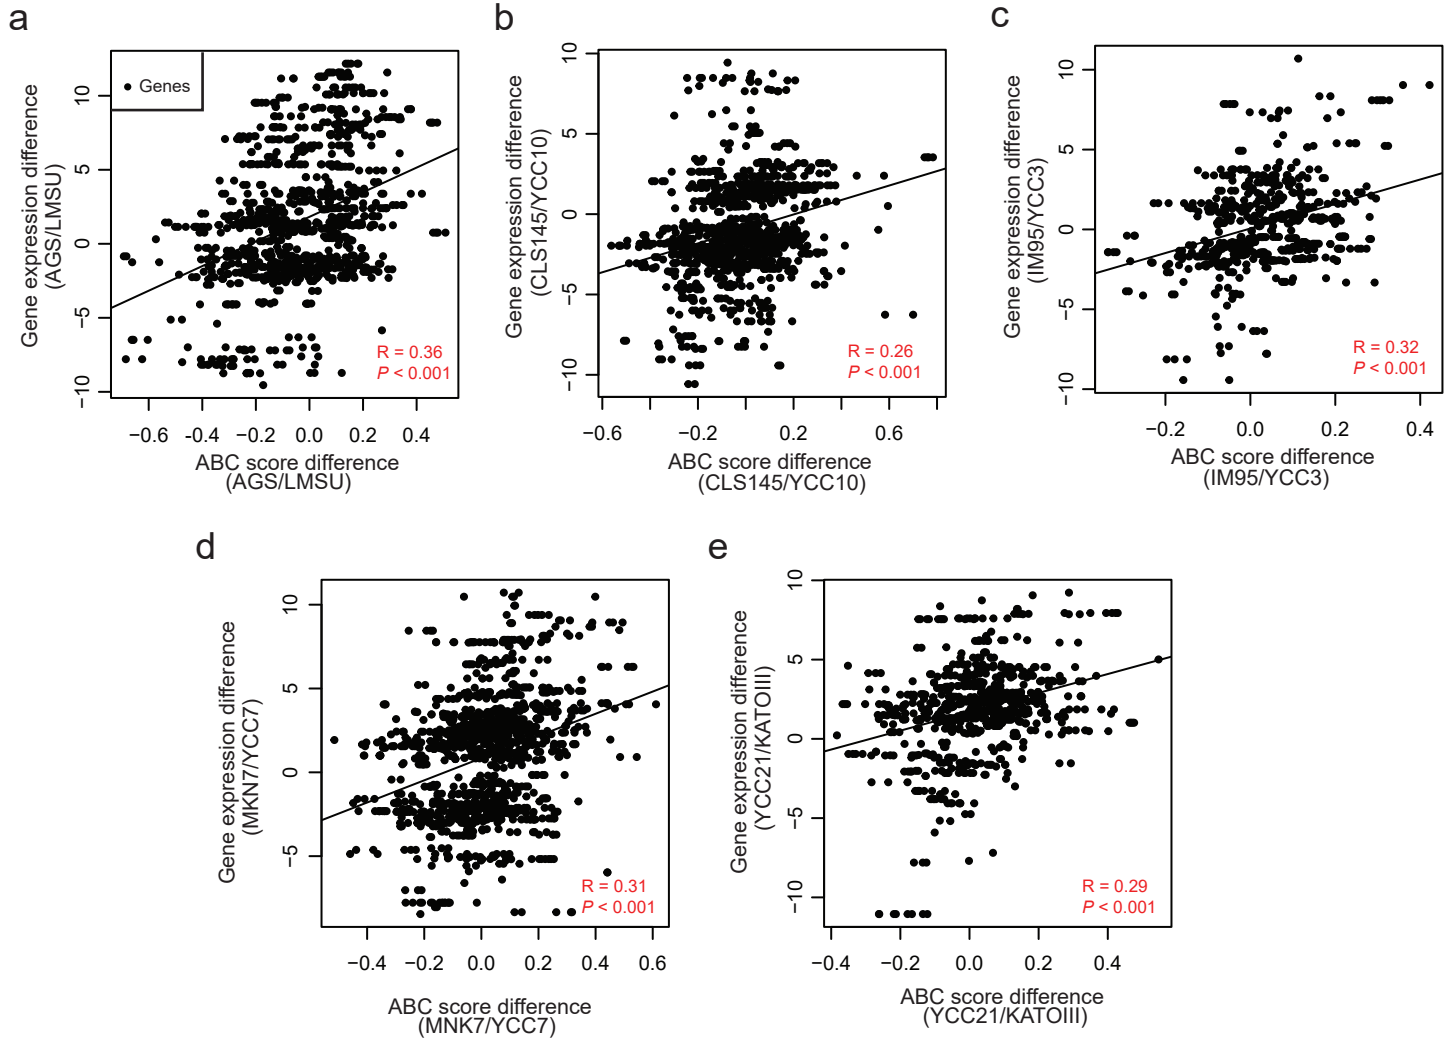 a
Gene expression difference
(AGS/LMSU)
10
5
0
−5
−10
Genes
R = 0.36
P < 0.001
−0.6 -0.4 −0.2 0.0 0.2 0.4
ABC score difference
(AGS/LMSU)
b
Gene expression difference
(CLS145/YCC10)
10
5
0
−5
−10
R = 0.26
P < 0.001
−0.6 −0.2 0.2 0.6
ABC score difference
(CLS145/YCC10)
c
Gene expression difference
(IM95/YCC3)
10
5
0
−5
−10
R = 0.32
P < 0.001
−0.2 0.0 0.2 0.4
ABC score difference
(IM95/YCC3)
d
Gene expression difference
(MKN7/YCC7)
10
5
0
−5
R = 0.31
P < 0.001
−0.4 −0.2 0.0 0.2 0.4 0.6
ABC score difference
(MNK7/YCC7)
e
Gene expression difference
(YCC21/KATOIII)
10
5
0
−5
−10
R = 0.29
P < 0.001
−0.4 −0.2 0.0 0.2 0.4
ABC score difference
(YCC21/KATOIII)